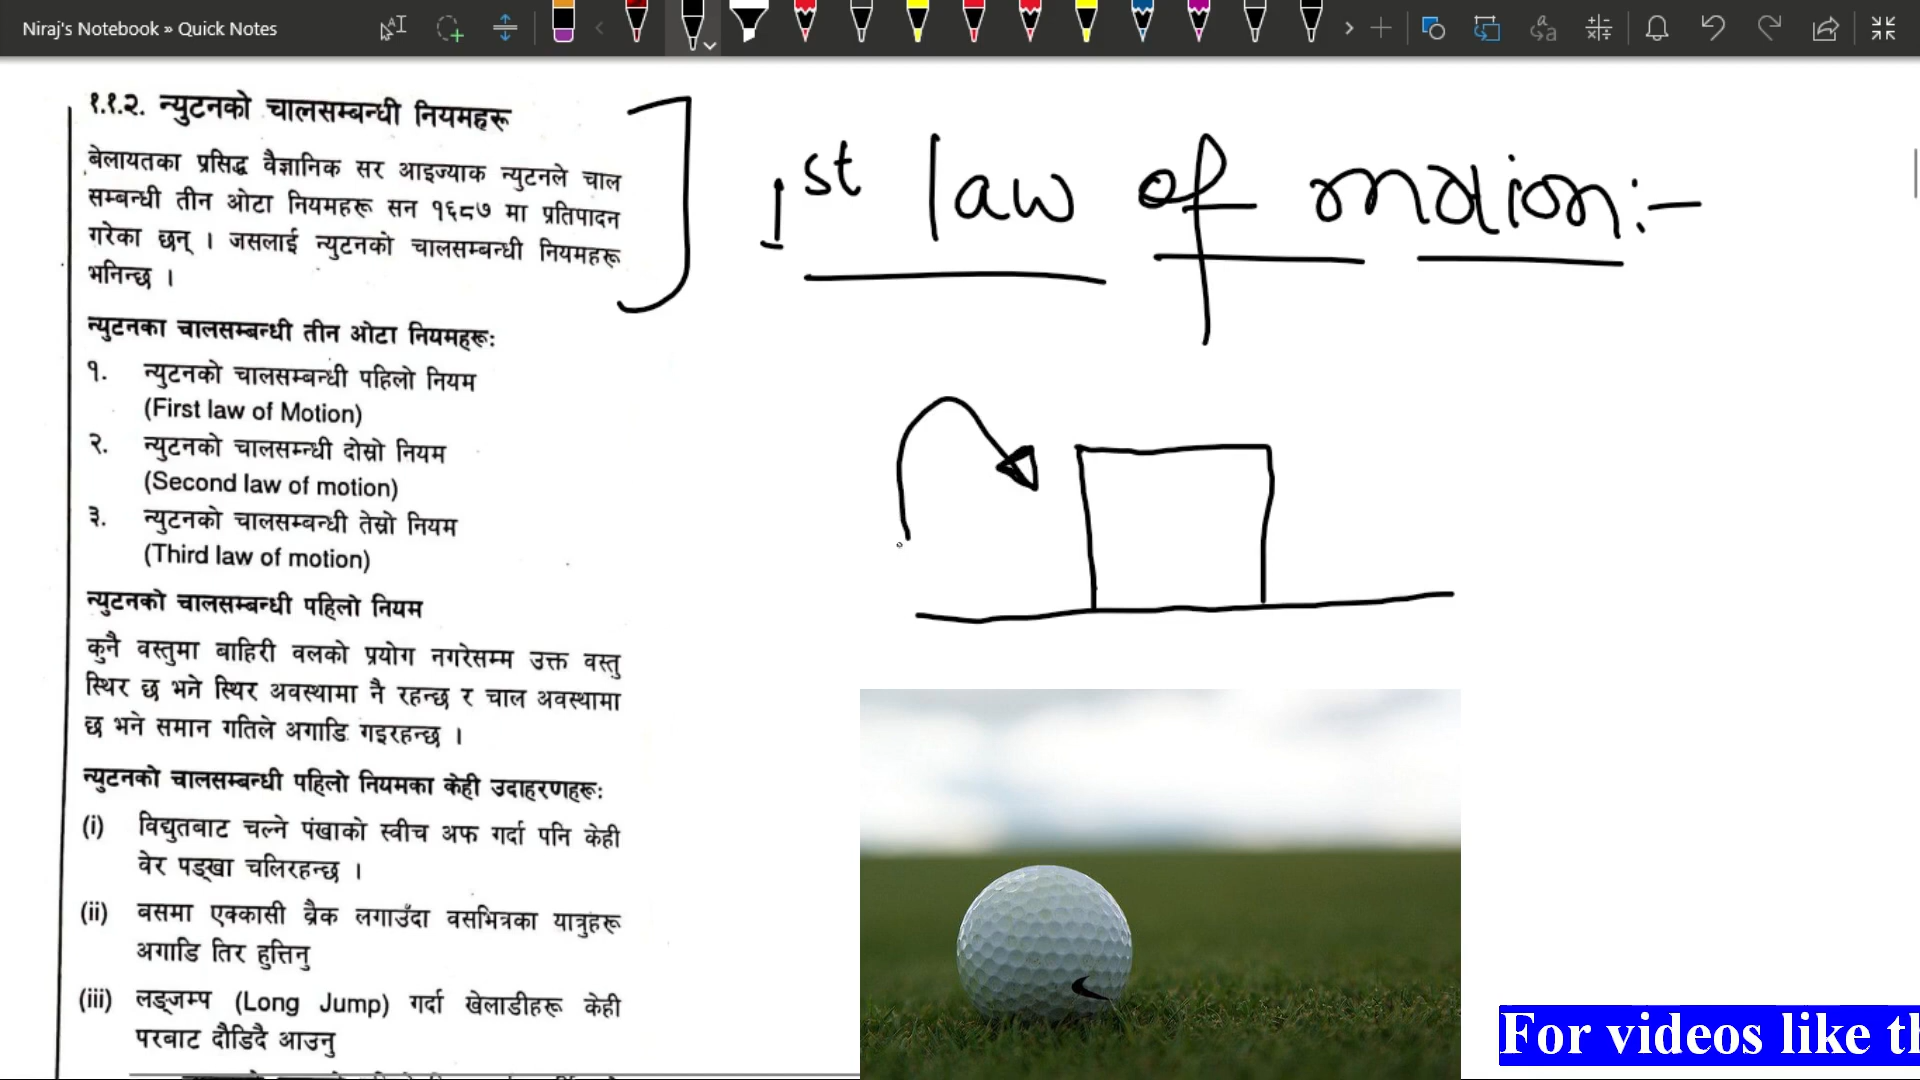 Niraj's Notebook » Quick Notes
१.१.२. न्युटनको चालसम्बन्धी नियमहरू
बेलायतका प्रसिद्ध वैज्ञानिक सर आइज्याक न्युटनले चाल
सम्बन्धी तीन ओटा नियमहरू सन १६८७ मा प्रतिपादन
गरेका छन् । जसलाई न्युटनको चालसम्बन्धी नियमहरू
भनिन्छ ।
न्युटनका चालसम्बन्धी तीन ओटा नियमहरू:
१. न्युटनको चालसम्बन्धी पहिलो नियम
(First law of Motion)
२. न्युटनको चालसम्न्धी दोस्रो नियम
(Second law of motion)
३. न्युटनको चालसम्बन्धी तेस्रो नियम
(Third law of motion)
न्युटनको चालसम्बन्धी पहिलो नियम
कुनै वस्तुमा बाहिरी वलको प्रयोग नगरेसम्म उक्त वस्तु
स्थिर छ भने स्थिर अवस्थामा नै रहन्छ र चाल अवस्थामा
छ भने समान गतिले अगाडि गइरहन्छ ।
न्युटनको चालसम्बन्धी पहिलो नियमका केही उदाहरणहरू:
(i) विद्युतबाट चल्ने पंखाको स्वीच अफ गर्दा पनि केही
वेर पङ्खा चलिरहन्छ ।
(ii) बसमा एक्कासी ब्रैक लगाउँदा वसभित्रका यात्रुहरू
अगाडि तिर हुत्तिनु
(iii) लङ्जम्प (Long Jump) गर्दा खेलाडीहरू केही
परबाट दौडिदै आउनु
1st law of motion:-
For videos like th